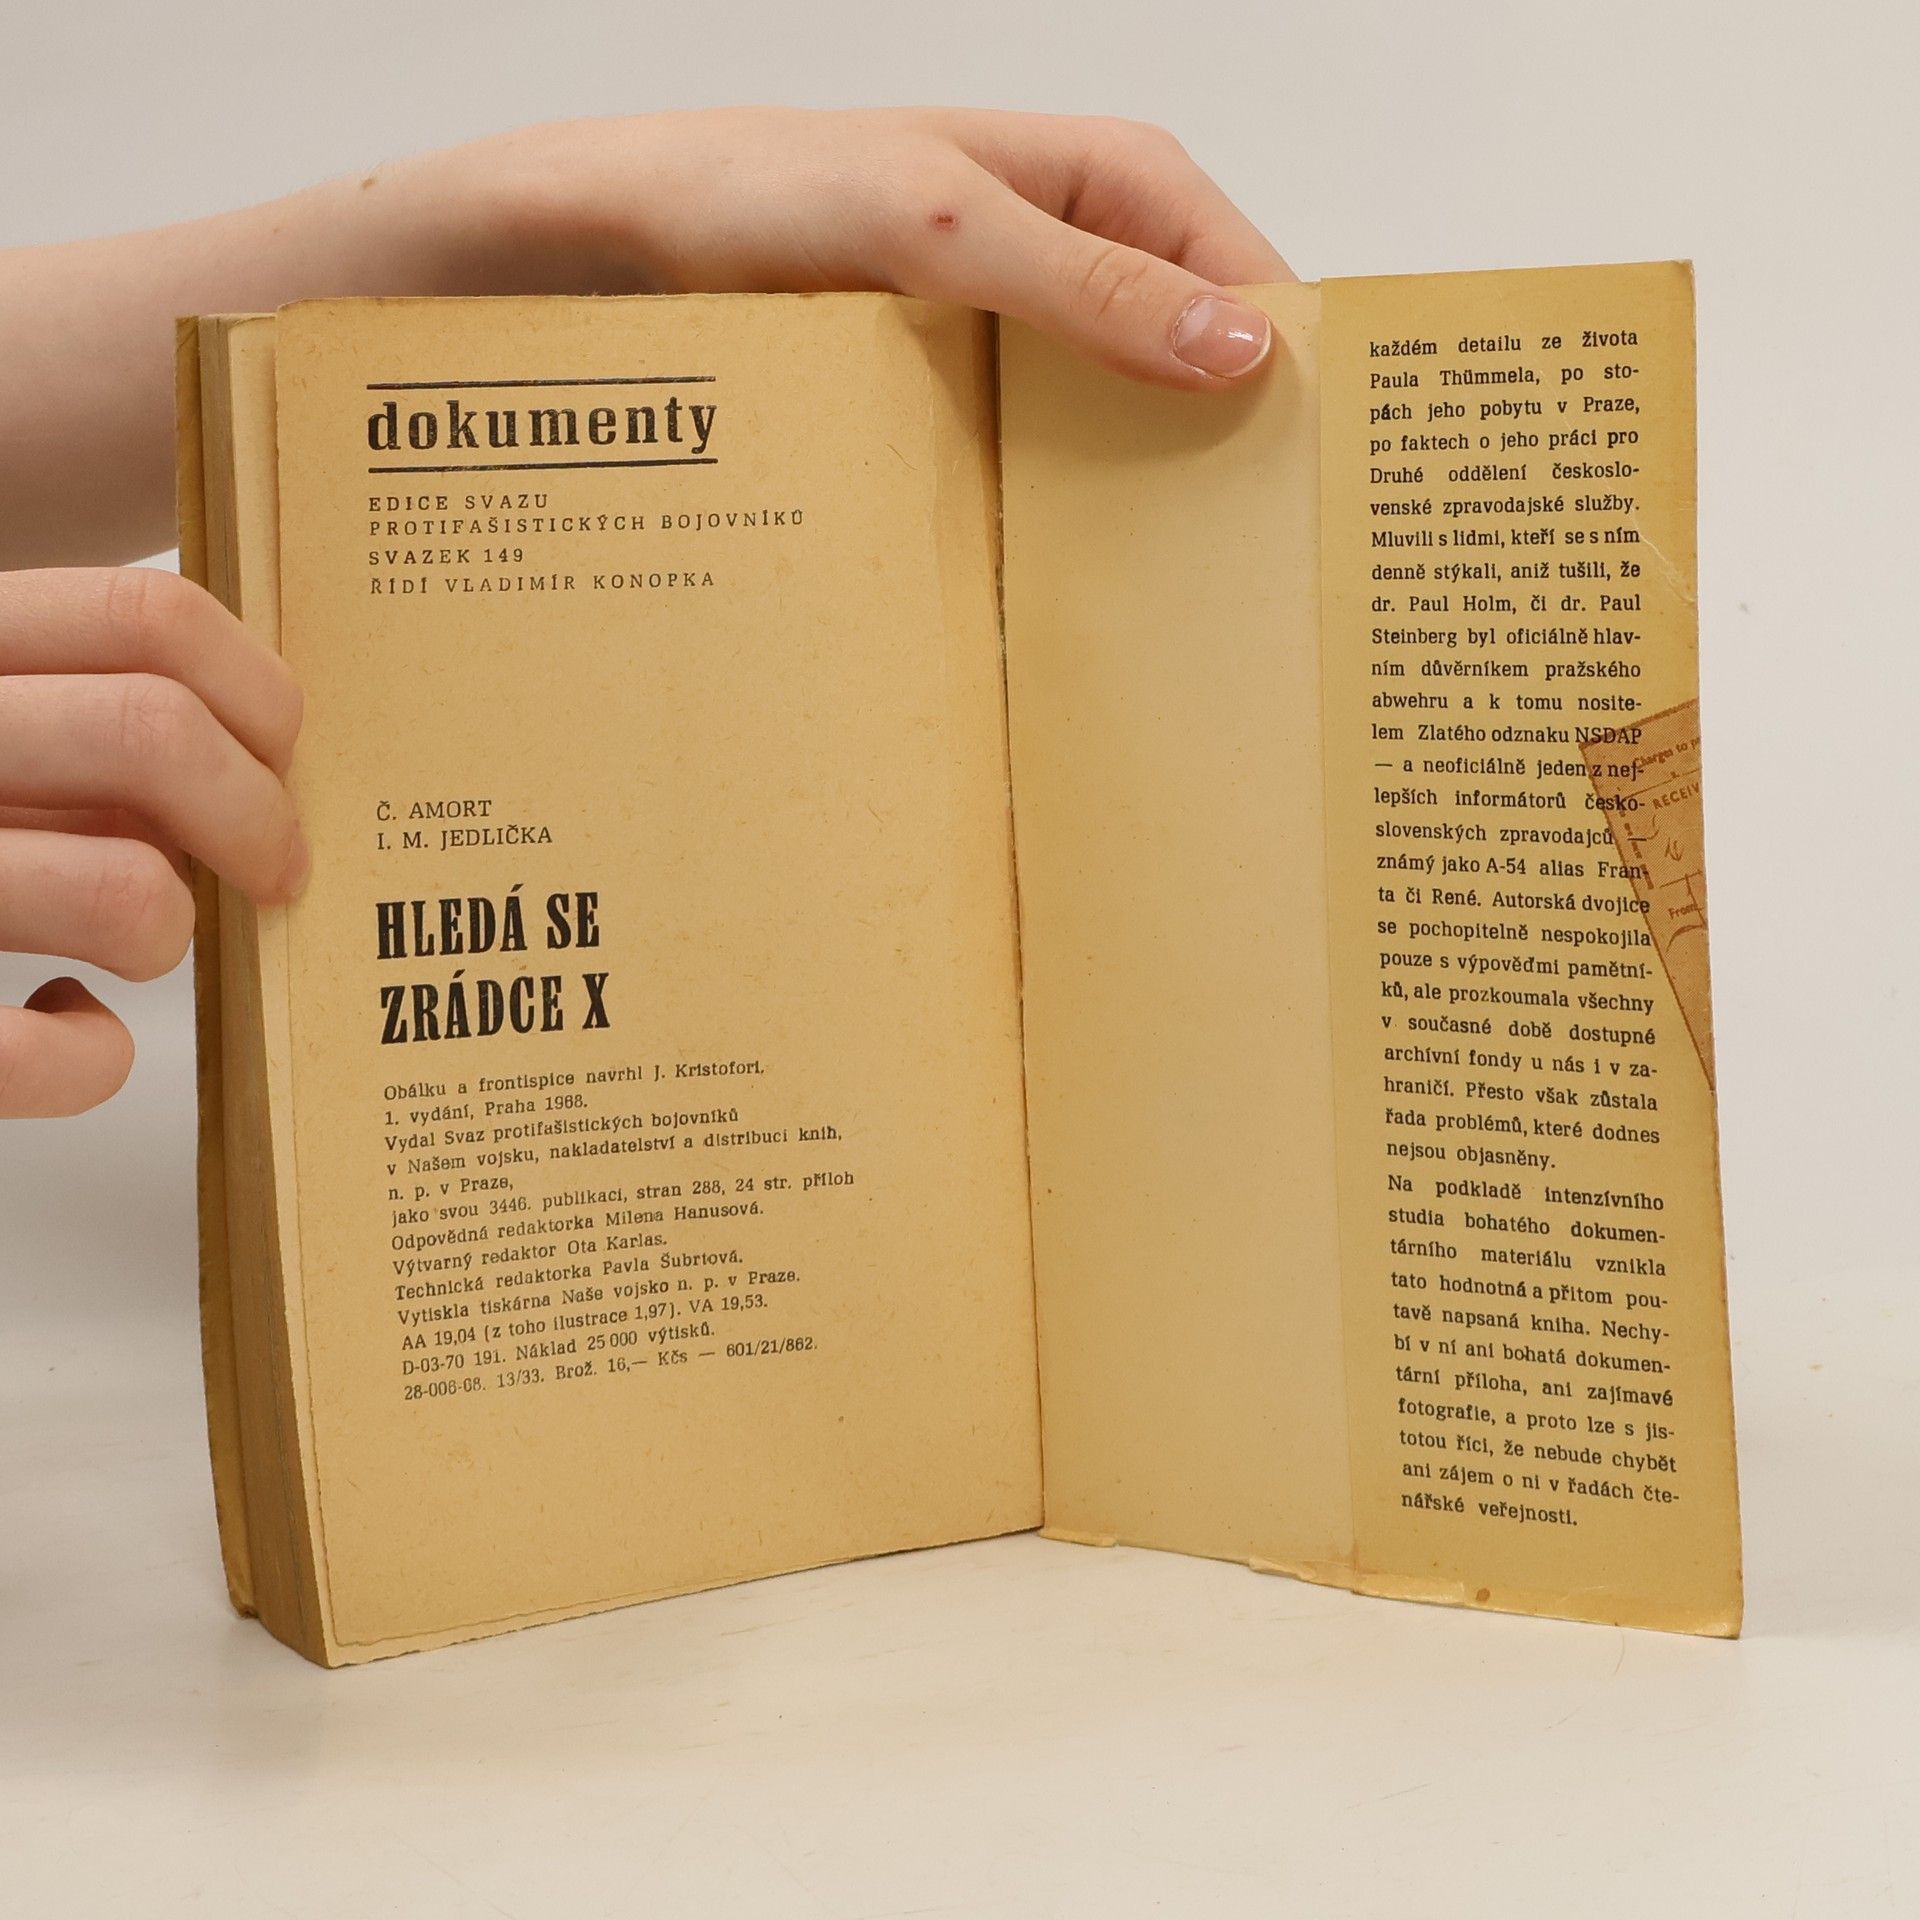 dokumenty
EDICE SVAZU
PROTIFAŠISTICKÝCH BOJOVNÍKŮ
SVAZEK 149
ŘÍDÍ VLADIMÍR KONOPKA
Č. AMORT
I. M. JEDLIČKA
HLEDÁ SE
ZRÁDCE X
Obálku a frontispice navrhl J. Kristofori.
1. vydání, Praha 1968.
Vydal Svaz protifašistických bojovníků
v Našem vojsku, nakladatelství a distribuci knih,
n. p. v Praze,
jako svou 3446. publikaci, stran 288, 24 str. příloh
Odpovědná redaktorka Milena Hanusová.
Výtvarný redaktor Ota Karlas.
Technická redaktorka Pavla Šubrtová.
Vytiskla tiskárna Naše vojsko n. p. v Praze.
AA 19,04 (z toho ilustrace 1,97). VA 19,53.
D-03-70 191. Náklad 25 000 výtisků.
28-006-68. 13/33. Brož. 16,— Kčs — 601/21/862.
každém detailu ze života
Paula Thümmela, po sto-
pách jeho pobytu v Praze,
po faktech o jeho práci pro
Druhé oddělení českoslo-
venské zpravodajské služby.
Mluvili s lidmi, kteří se s ním
denně stýkali, aniž tušili, že
dr. Paul Holm, či dr. Paul
Steinberg byl oficiálně hlav-
ním důvěrníkem pražského
abwehru a k tomu nosite-
lem Zlatého odznaku NSDAP
— a neoficiálně jeden z nej-
lepších informátorů česko-
slovenských zpravodajců —
známý jako A-54 alias Fran-
ta či René. Autorská dvojice
se pochopitelně nespokojila
pouze s výpověďmi pamětní-
ků, ale prozkoumala všechny
v současné době dostupné
archívní fondy u nás i v za-
hraničí. Přesto však zůstala
řada problémů, které dodnes
nejsou objasněny.
Na podkladě intenzívního
studia bohatého dokumen-
tárního materiálu vznikla
tato hodnotná a přitom pou-
tavě napsaná kniha. Nechy-
bí v ní ani bohatá dokumen-
tární příloha, ani zajímavé
fotografie, a proto lze s jis-
totou říci, že nebude chybět
ani zájem o ni v řadách čte-
nářské veřejnosti.
Charges to
RECEIV
From